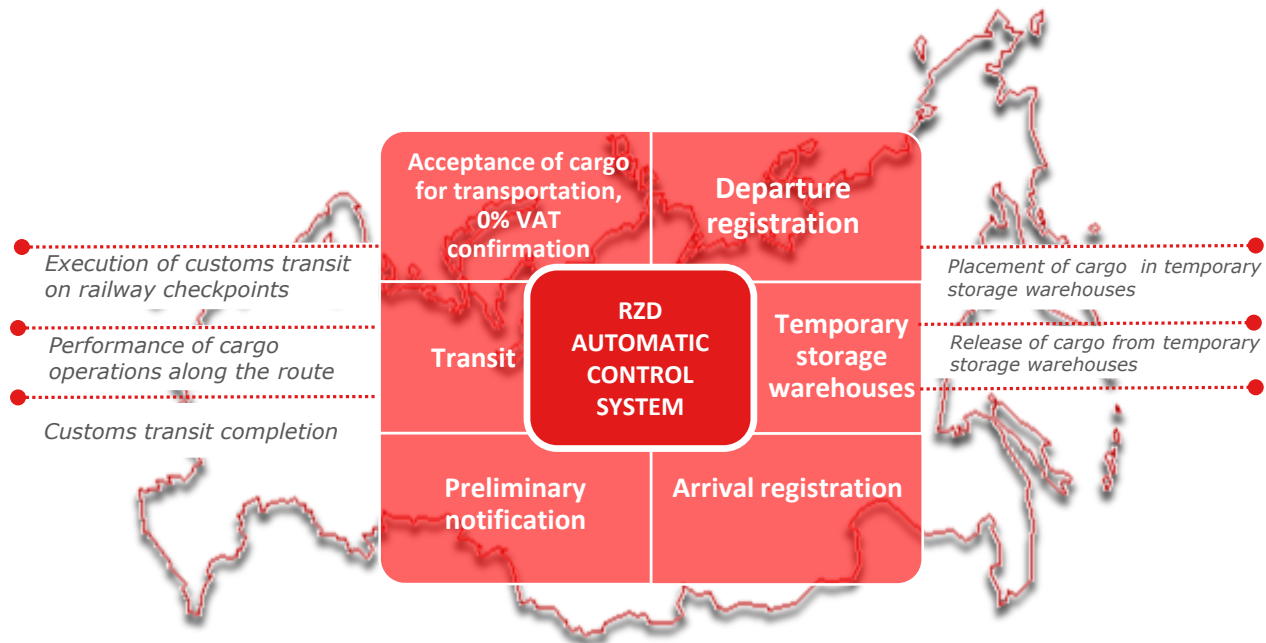 Acceptance of cargo
for transportation,
0% VAT
confirmation
Departure
registration
Execution of customs transit
on railway checkpoints
Performance of cargo
operations along the route
Customs transit completion
Transit
RZD
AUTOMATIC
CONTROL
SYSTEM
Temporary
storage
warehouses
Placement of cargo in temporary
storage warehouses
Release of cargo from temporary
storage warehouses
Preliminary
notification
Arrival registration